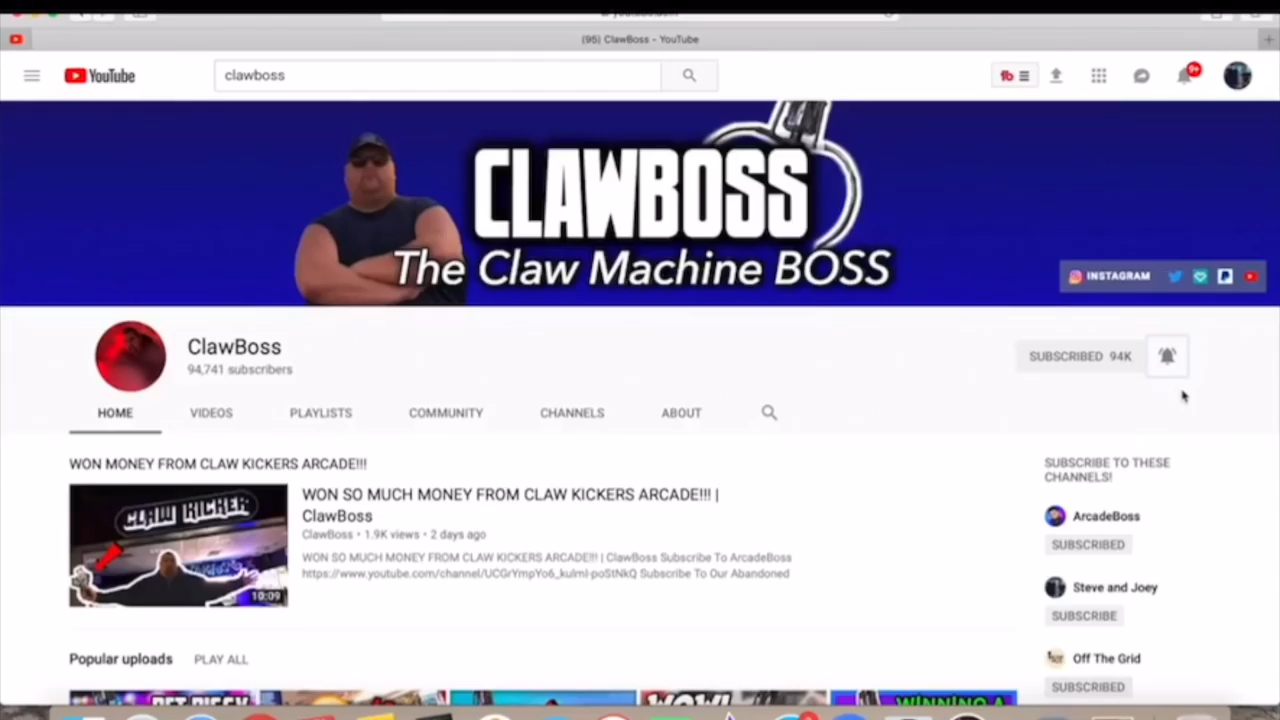 (95) ClawBoss - YouTube
YouTube
clawboss
9+
CLAWBOSS
The Claw Machine BOSS
INSTAGRAM
ClawBoss
94,741 subscribers
SUBSCRIBED 94K
HOME VIDEOS PLAYLISTS COMMUNITY CHANNELS ABOUT
WON MONEY FROM CLAW KICKERS ARCADE!!!
CLAW KICKER
10:09
WON SO MUCH MONEY FROM CLAW KICKERS ARCADE!!! |
ClawBoss
ClawBoss • 1.9K views • 2 days ago
WON SO MUCH MONEY FROM CLAW KICKERS ARCADE!!! | ClawBoss Subscribe To ArcadeBoss
https://www.youtube.com/channel/UCGrYmpYo6_kulmI-poStNkQ Subscribe To Our Abandoned
SUBSCRIBE TO THESE
CHANNELS!
ArcadeBoss
SUBSCRIBED
Steve and Joey
SUBSCRIBE
Off The Grid
SUBSCRIBED
Popular uploads PLAY ALL
WOW!
WINNING A